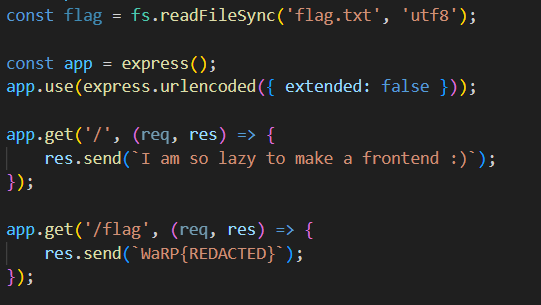 const flag = fs.readFileSync('flag.txt', 'utf8');
const app = express();
app.use(express.urlencoded({ extended: false }));
app.get('/', (req, res) => {
res.send(`I am so lazy to make a frontend :)`);
});
app.get('/flag', (req, res) => {
res.send(`WaRP{REDACTED}`);
});